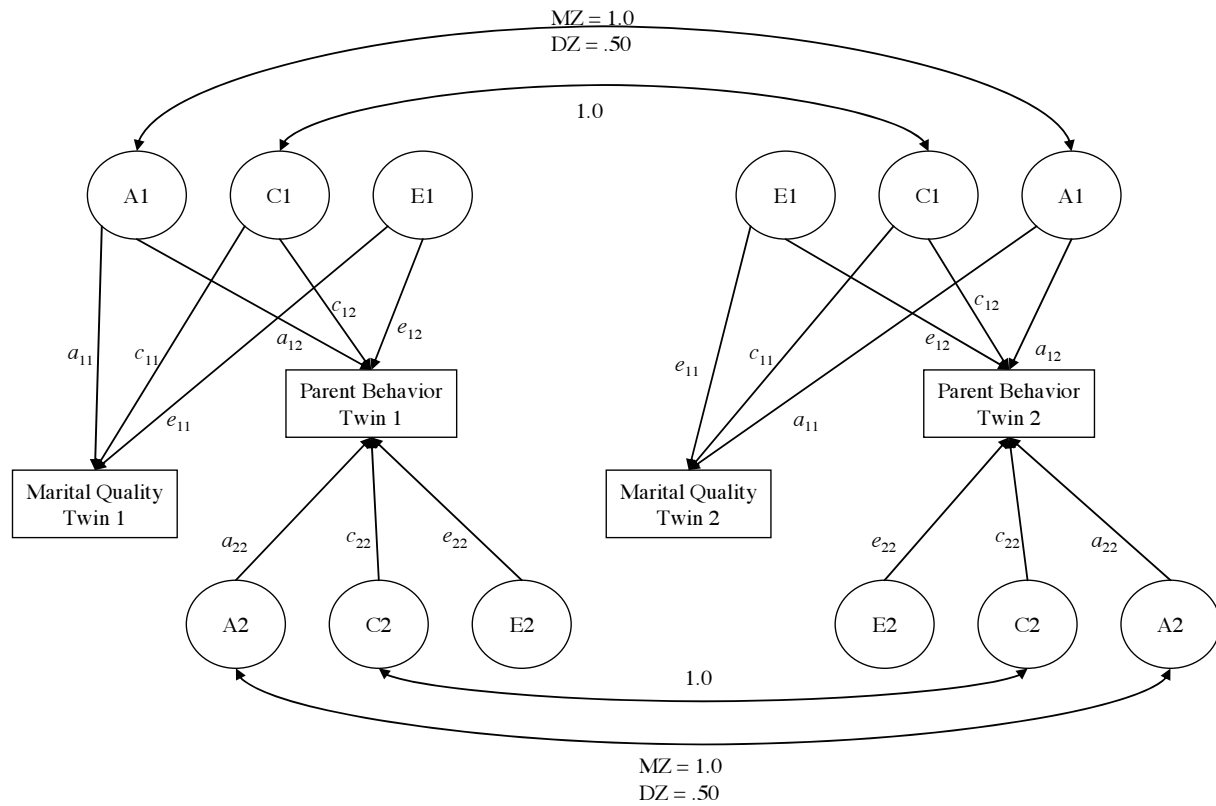 MZ = 1.0
DZ = .50
1.0
A1
C1
E1
E1
C1
A1
c12
c12
a11
c11
a12
e12
e11
c11
e12
a12
e11
a11
Parent Behavior
Twin 1
Parent Behavior
Twin 2
Marital Quality
Twin 1
Marital Quality
Twin 2
a22
c22
e22
e22
c22
a22
A2
C2
E2
E2
C2
A2
1.0
MZ = 1.0
DZ = .50